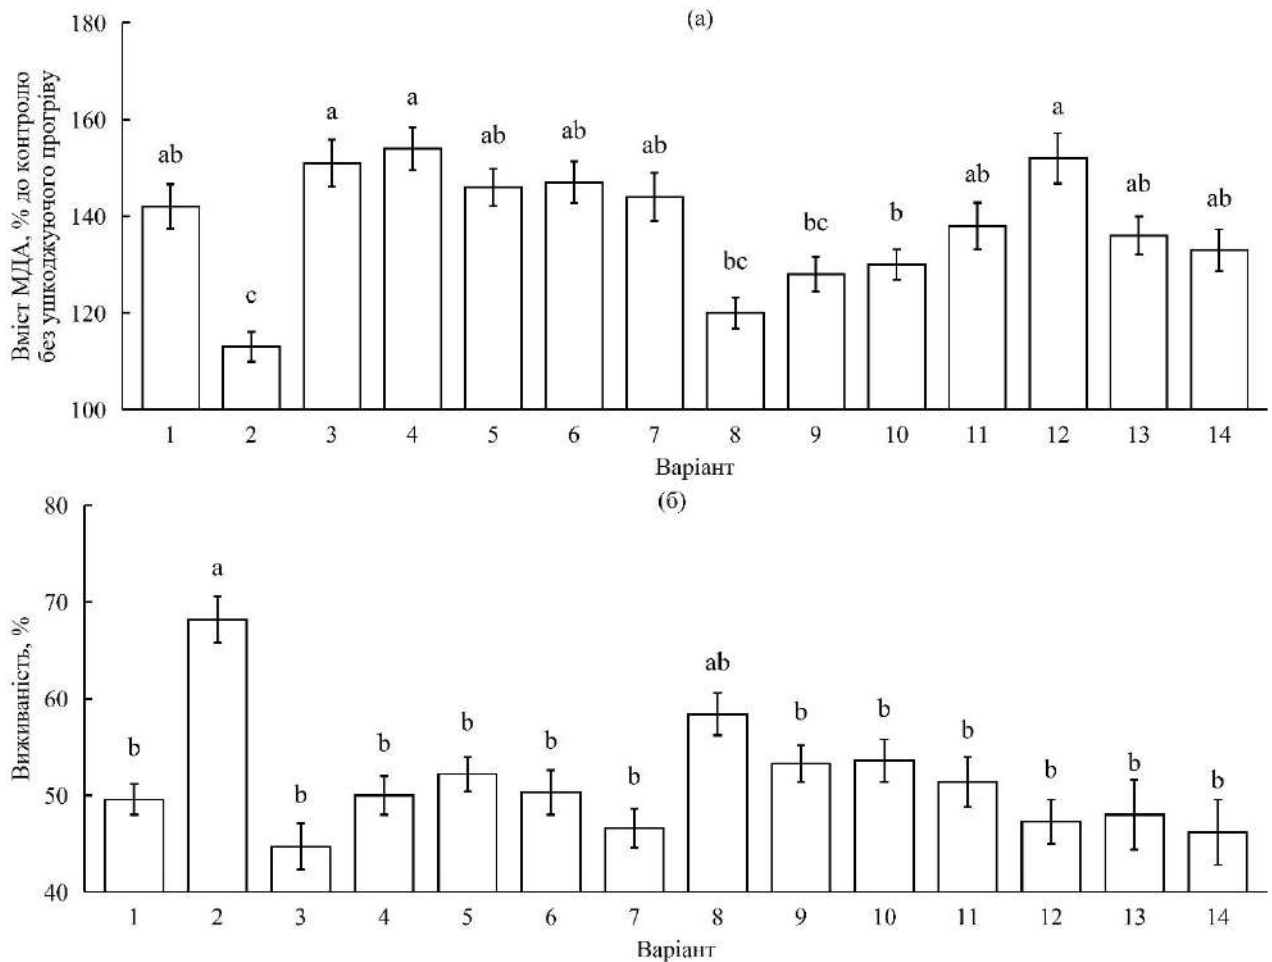 (а)
Вміст МДА, % до контролю
без ушкоджуючого прогріву
180
160
140
120
100
ab
c
a
a
ab
ab
ab
bc
bc
b
ab
a
ab
ab
1 2 3 4 5 6 7 8 9 10 11 12 13 14
Варіант
(б)
Виживаність, %
80
70
60
50
40
b
a
b
b
b
b
b
ab
b
b
b
b
b
b
1 2 3 4 5 6 7 8 9 10 11 12 13 14
Варіант